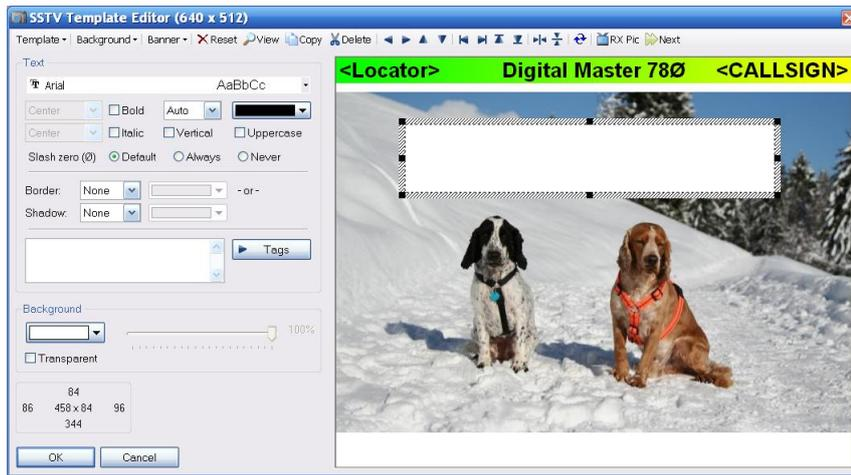 SSTV Template Editor (640 x 512)
Template Background Banner Reset View Copy Delete RX Pic Next
Text
Arial AaBbCc
Center Bold Auto
Center Italic Vertical Uppercase
Slash zero (Ø) Default Always Never
Border: None - or -
Shadow: None
Tags
Background
100%
Transparent
84
86 458 x 84 96
344
OK Cancel
<Locator> Digital Master 78Ø <CALLSIGN>